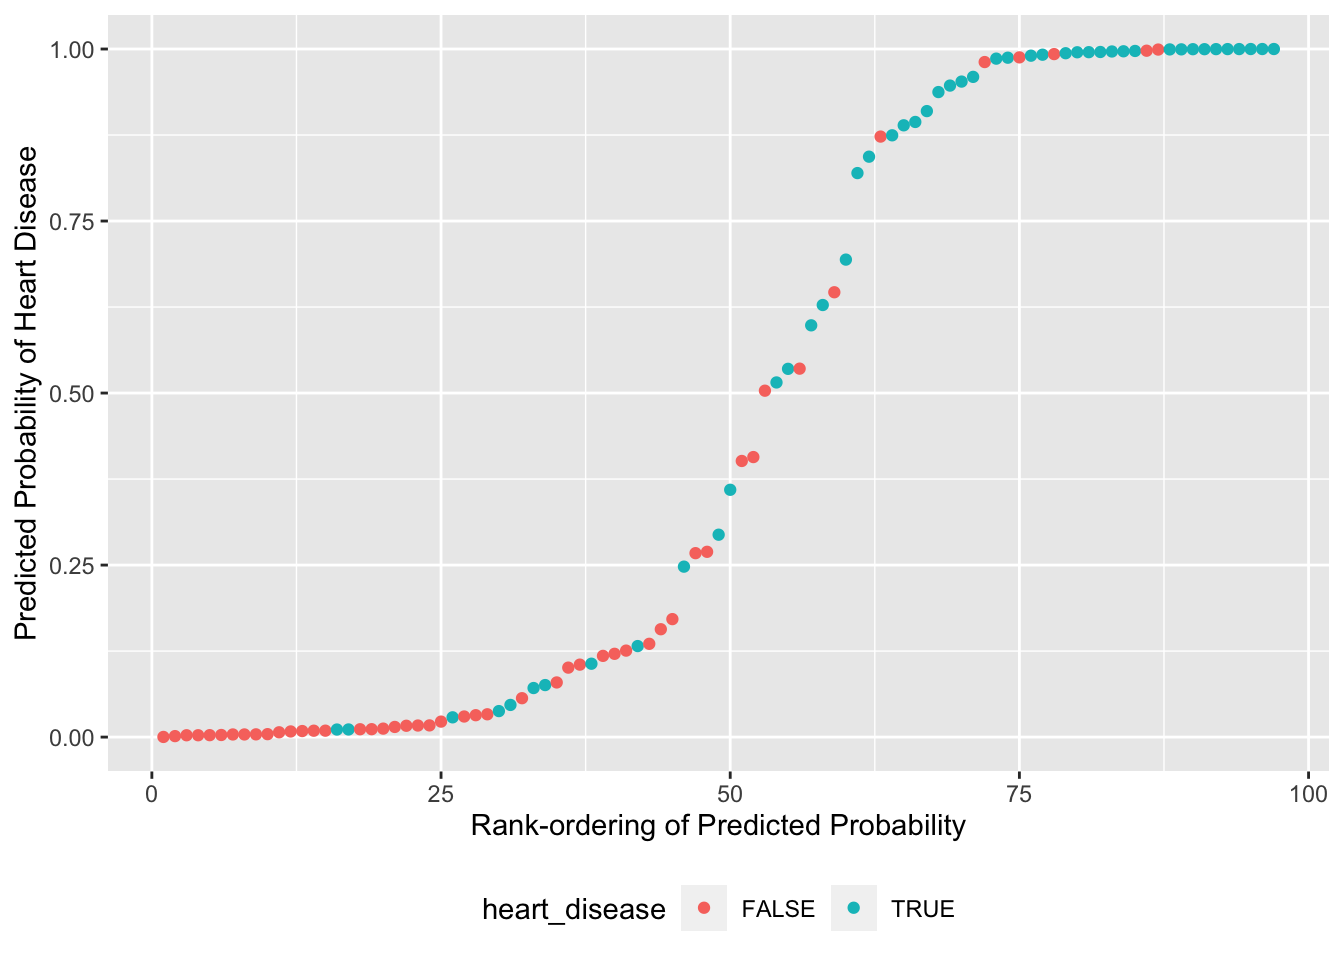 Predicted Probability of Heart Disease
1.00
0.75
0.50
0.25
0.00
0 25 50 75 100
Rank-ordering of Predicted Probability
heart_disease FALSE TRUE